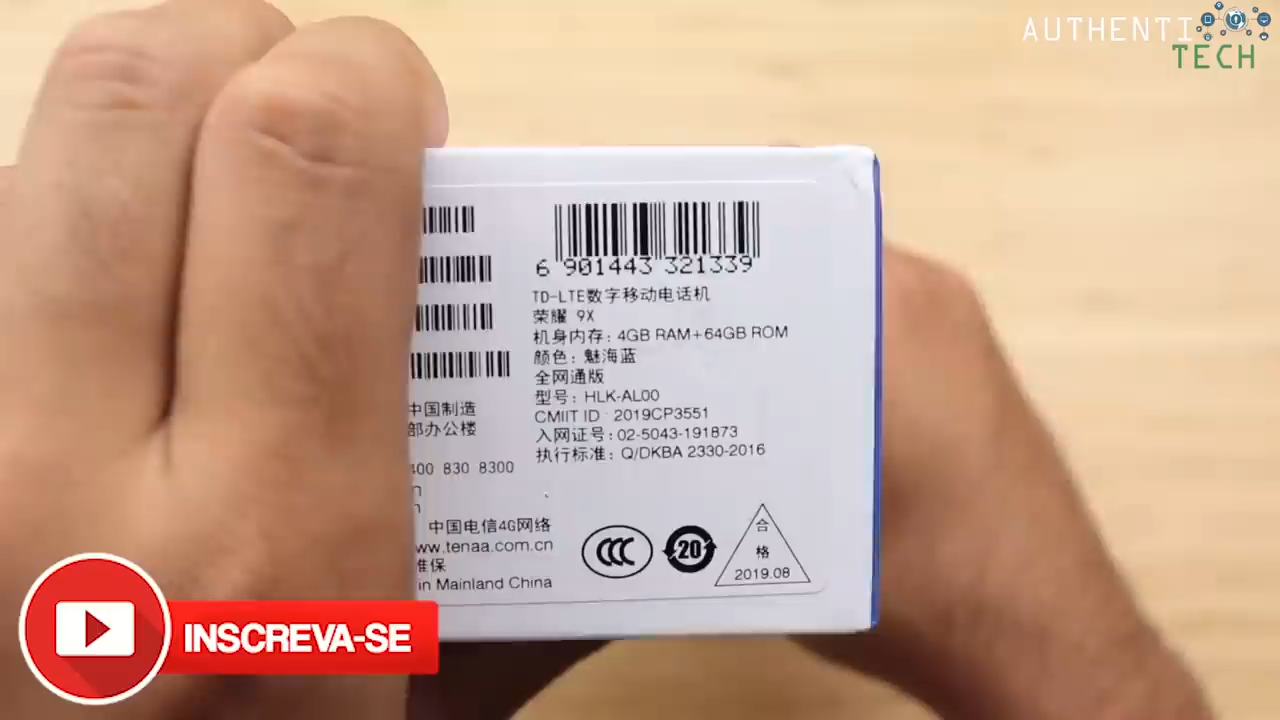 AUTHENTI
TECH
6 901443 321339
TD-LTE数字移动电话机
荣耀 9X
机身内存: 4GB RAM+64GB ROM
颜色: 魅海蓝
全网通版
型号: HLK-AL00
CMIIT ID : 2019CP3551
入网证号: 02-5043-191873
执行标准: Q/DKBA 2330-2016
中国制造
部办公楼
400 830 8300
n
n
中国电信4G网络
ww.tenaa.com.cn
准保
in Mainland China
CCC
20
合
格
2019.08
INSCREVA-SE